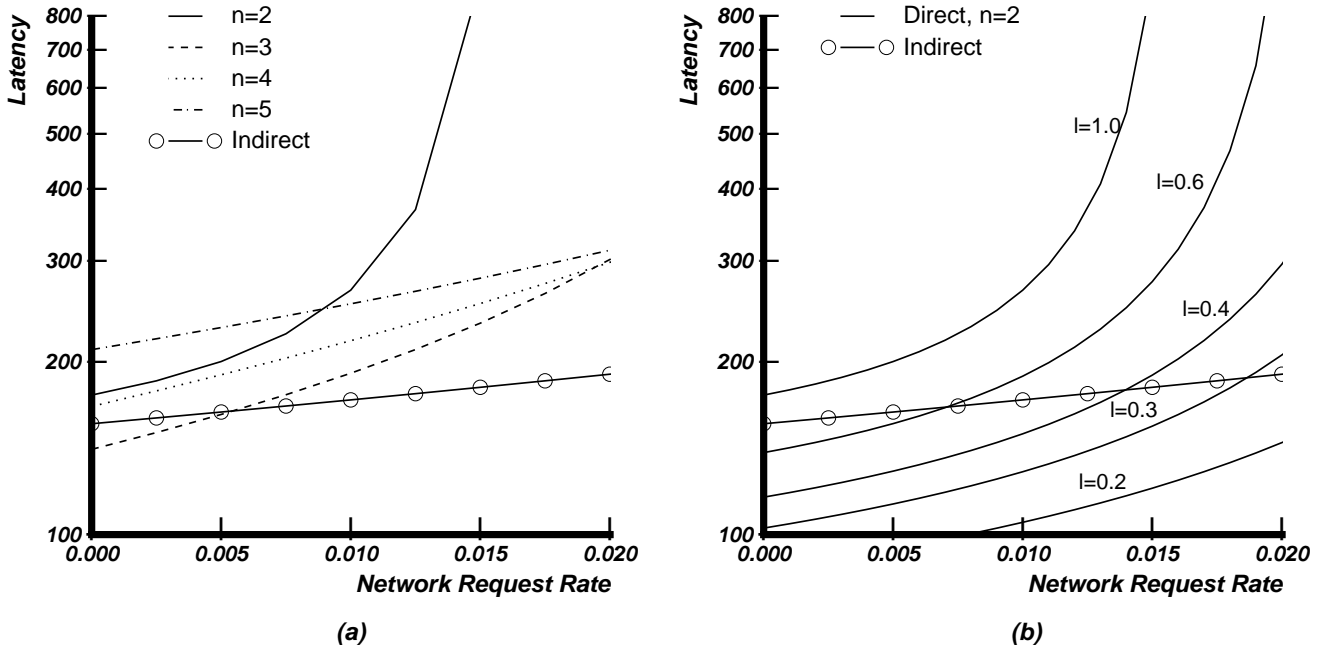 Latency
800
700
600
500
400
300
200
100
n=2
n=3
n=4
n=5
Indirect
0.000
0.005
0.010
0.015
0.020
Network Request Rate
(a)
Latency
800
700
600
500
400
300
200
100
Direct, n=2
Indirect
l=1.0
l=0.6
l=0.4
l=0.3
l=0.2
0.000
0.005
0.010
0.015
0.020
Network Request Rate
(b)